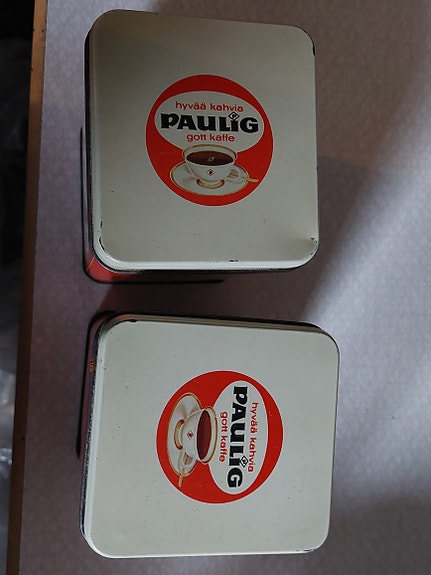 hyvää kahvia
PAULIG
gott kaffe
hyvää kahvia
PAULIG
gott kaffe